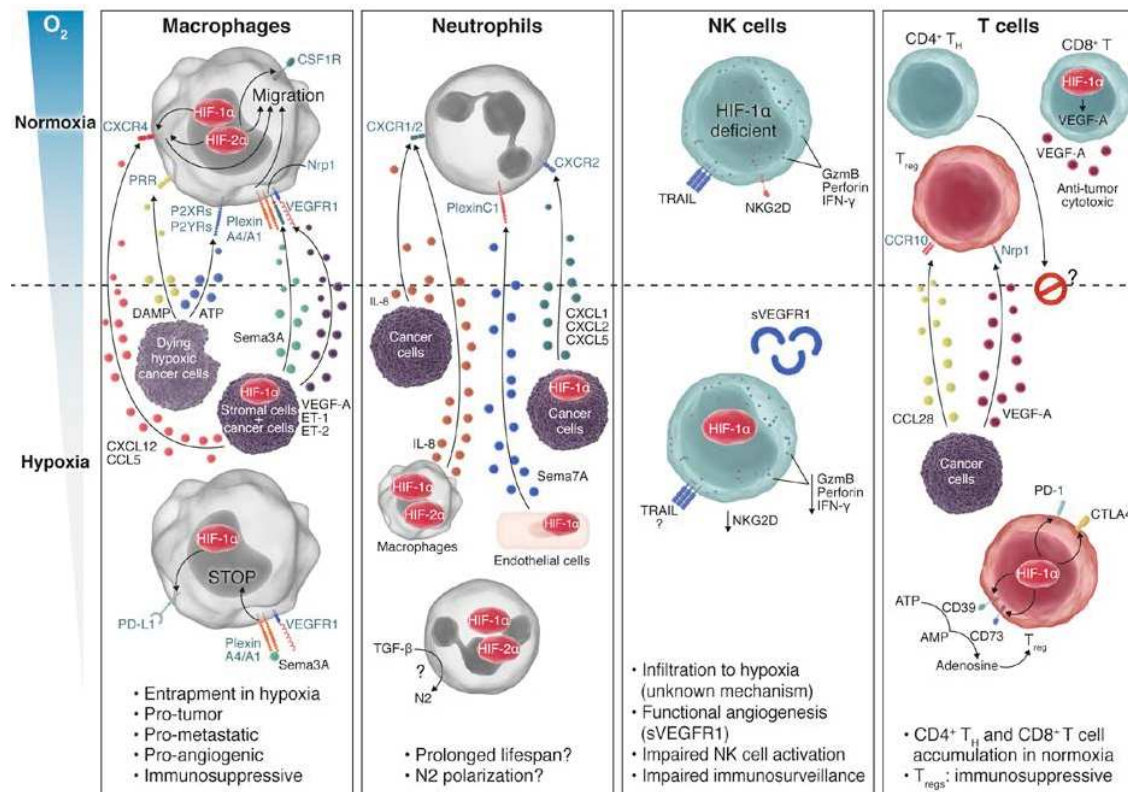 O₂
Normoxia
Hypoxia
Macrophages
CSF1R
Migration
HIF-1α
HIF-2α
CXCR4
PRR
Nrp1
P2XRs
P2YRs
Plexin
A4/A1
VEGFR1
DAMP
ATP
Sema3A
Dying
hypoxic
cancer cells
HIF-1α
Stromal cells
+
cancer cells
VEGF-A
ET-1
ET-2
CXCL12
CCL5
HIF-1α
STOP
PD-L1
VEGFR1
Plexin
A4/A1
Sema3A
• Entrapment in hypoxia
• Pro-tumor
• Pro-metastatic
• Pro-angiogenic
• Immunosuppressive
Neutrophils
CXCR1/2
CXCR2
PlexinC1
IL-8
Cancer
cells
CXCL1
CXCL2
CXCL5
HIF-1α
Cancer
cells
IL-8
Sema7A
HIF-1α
HIF-2α
Macrophages
HIF-1α
Endothelial cells
HIF-1α
HIF-2α
TGF-β
?
N2
• Prolonged lifespan?
• N2 polarization?
NK cells
HIF-1α
deficient
TRAIL
NKG2D
GzmB
Perforin
IFN-γ
sVEGFR1
HIF-1α
TRAIL
?
↓NKG2D
↓ GzmB
Perforin
IFN-γ
• Infiltration to hypoxia
(unknown mechanism)
• Functional angiogenesis
(sVEGFR1)
• Impaired NK cell activation
• Impaired immunosurveillance
T cells
CD4⁺ T_H
CD8⁺ T
HIF-1α
VEGF-A
VEGF-A
Anti-tumor
cytotoxic
T_reg
CCR10
Nrp1
?
CCL28
VEGF-A
Cancer
cells
PD-1
CTLA4
HIF-1α
ATP
CD39
AMP
CD73
T_reg
Adenosine
• CD4⁺ T_H and CD8⁺ T cell
accumulation in normoxia
• T_regs: immunosuppressive